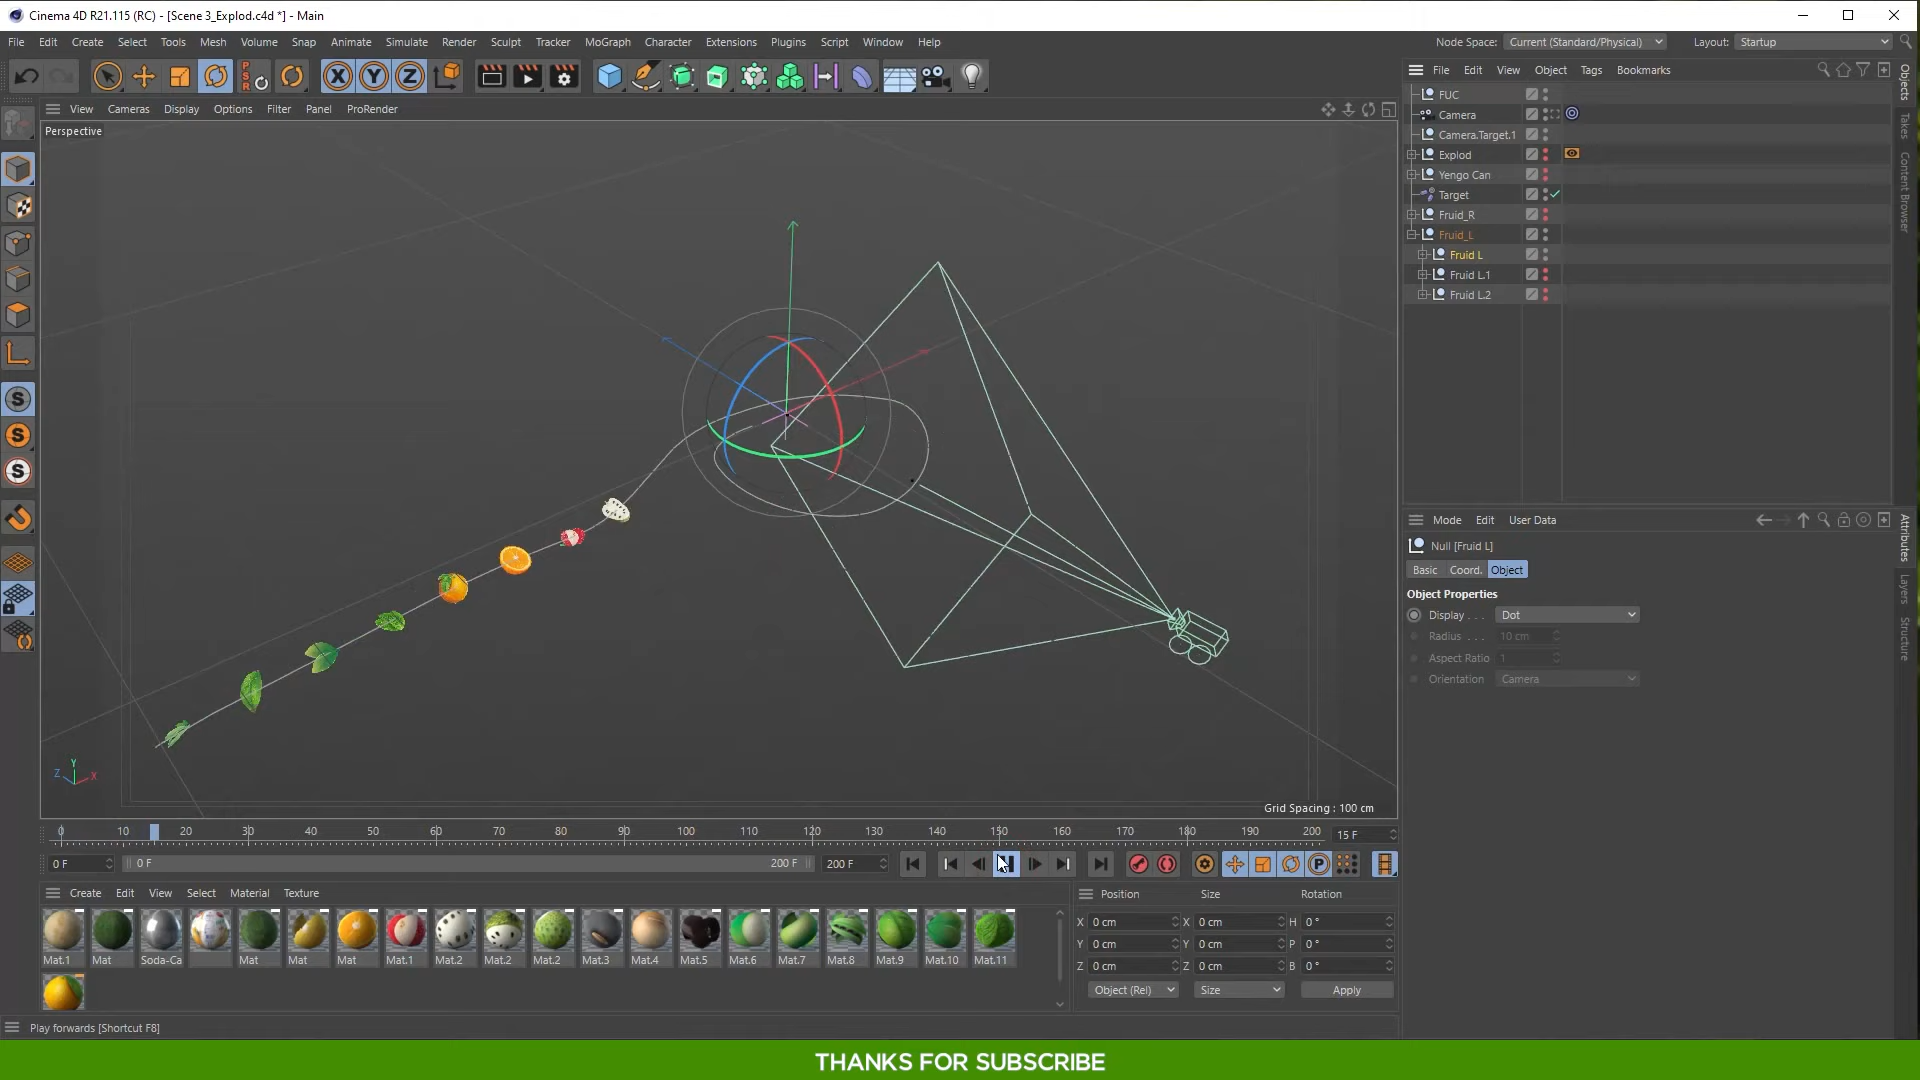 Cinema 4D R21.115 (RC) - [Scene 3_Explod.c4d *] - Main
File Edit Create Select Tools Mesh Volume Snap Animate Simulate Render Sculpt Tracker MoGraph Character Extensions Plugins Script Window Help
Node Space: Current (Standard/Physical) Layout: Startup
File Edit View Object Tags Bookmarks
View Cameras Display Options Filter Panel ProRender
Perspective
FUC
Camera
Camera.Target.1
Explod
Yengo Can
Target
Fruid_R
Fruid_L
Fruid L
Fruid L.1
Fruid L.2
Objects
Takes
Content Browser
Mode Edit User Data
Null [Fruid L]
Basic Coord. Object
Object Properties
Display . . . Dot
Radius . . . 10 cm
Aspect Ratio 1
Orientation Camera
Attributes
Layers
Structure
Y
Z X
Grid Spacing : 100 cm
0 10 20 30 40 50 60 70 80 90 100 110 120 130 140 150 160 170 180 190 200 15 F
0 F 0 F 200 F 200 F
Create Edit View Select Material Texture
Mat.1 Mat Soda-Ca Mat Mat Mat Mat.1 Mat.2 Mat.2 Mat.2 Mat.3 Mat.4 Mat.5 Mat.6 Mat.7 Mat.8 Mat.9 Mat.10 Mat.11
Position Size Rotation
X 0 cm X 0 cm H 0 °
Y 0 cm Y 0 cm P 0 °
Z 0 cm Z 0 cm B 0 °
Object (Rel) Size Apply
Play forwards [Shortcut F8]
THANKS FOR SUBSCRIBE